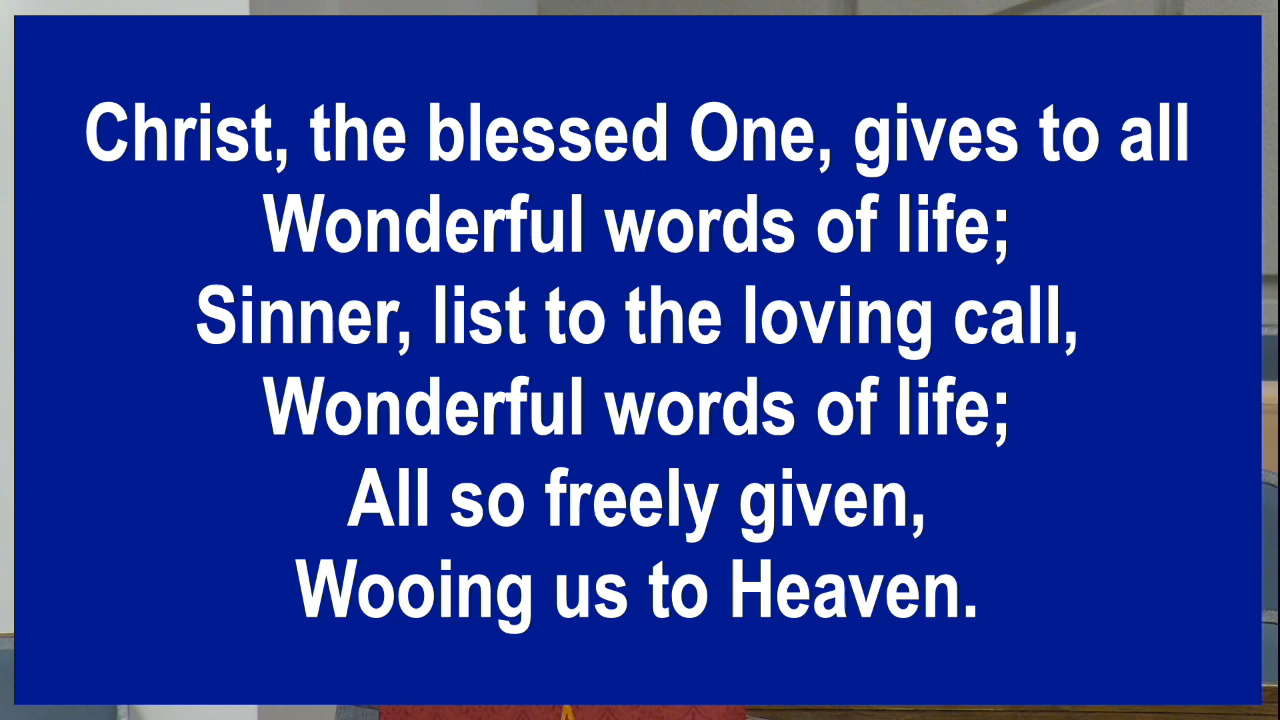 Christ, the blessed One, gives to all
Wonderful words of life;
Sinner, list to the loving call,
Wonderful words of life;
All so freely given,
Wooing us to Heaven.